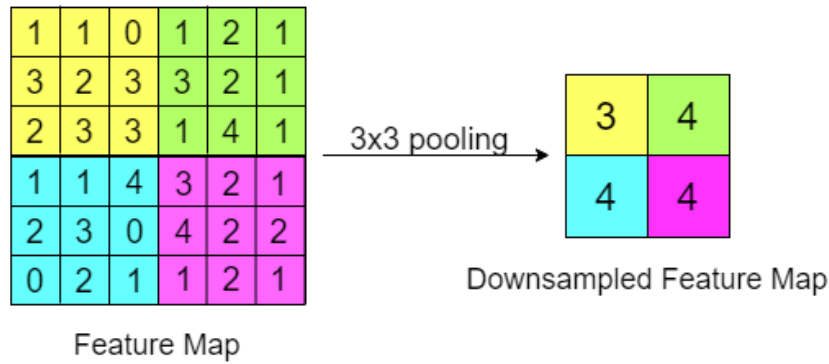 1 1 0 1 2 1
3 2 3 3 2 1
2 3 3 1 4 1
1 1 4 3 2 1
2 3 0 4 2 2
0 2 1 1 2 1
Feature Map
3x3 pooling
3 4
4 4
Downsampled Feature Map